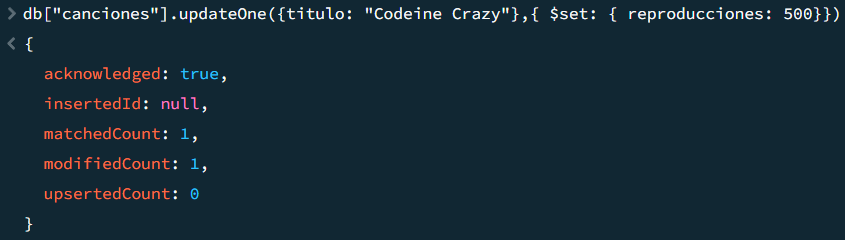 > db["canciones"].updateOne({titulo: "Codeine Crazy"},{ $set: { reproducciones: 500}})
< {
acknowledged: true,
insertedId: null,
matchedCount: 1,
modifiedCount: 1,
upsertedCount: 0
}